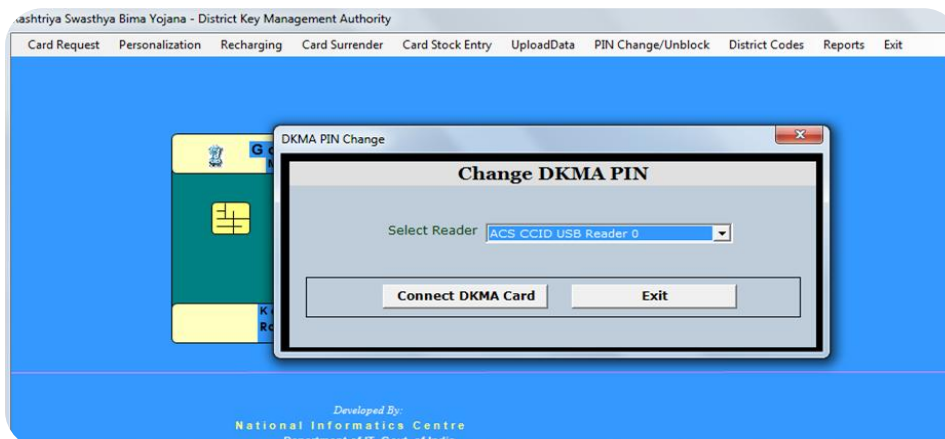 Swasthya Bima Yojana - District Key Management Authority
Card Request Personalization Recharging Card Surrender Card Stock Entry UploadData PIN Change/Unblock District Codes Reports Exit
DKMA PIN Change
Change DKMA PIN
Select Reader ACS CCID USB Reader 0
Connect DKMA Card Exit
Developed By:
National Informatics Centre